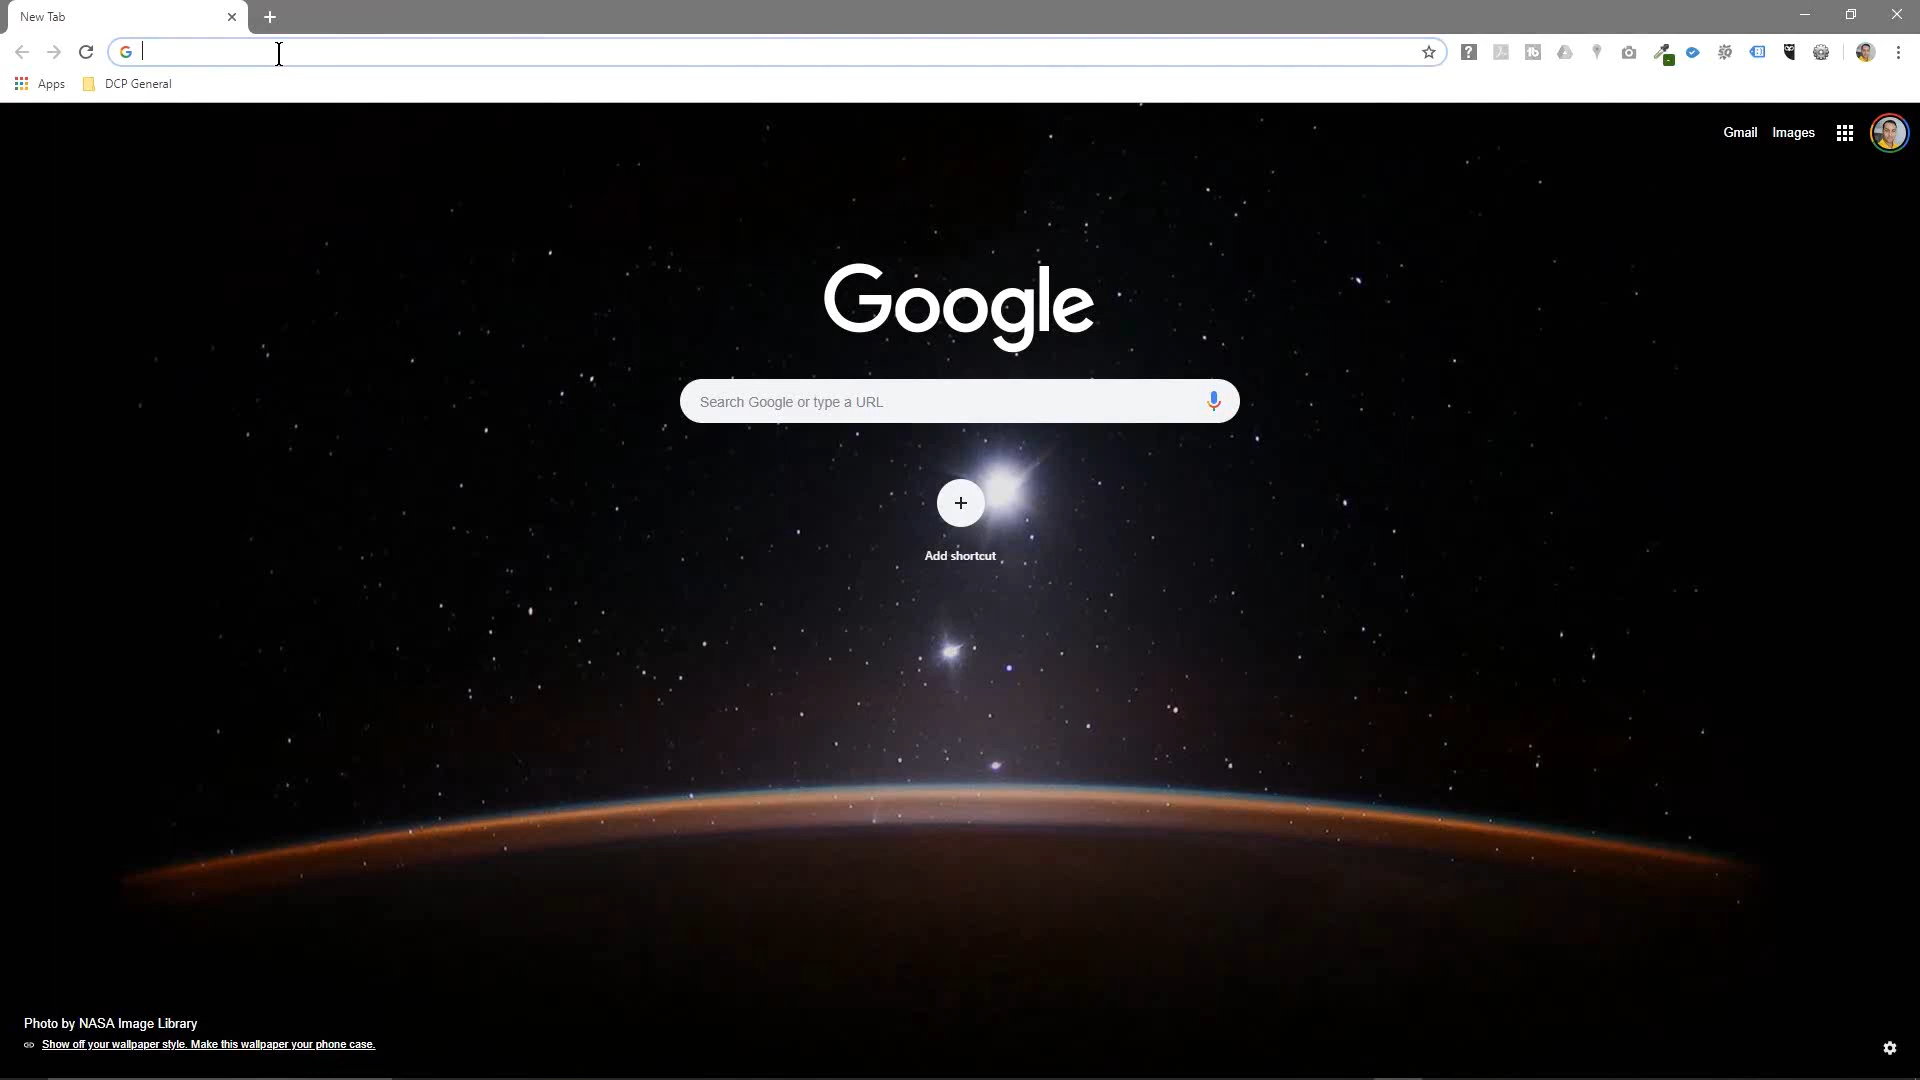 New Tab
Apps
DCP General
Gmail
Images
Google
Search Google or type a URL
Add shortcut
Photo by NASA Image Library
Show off your wallpaper style. Make this wallpaper your phone case.